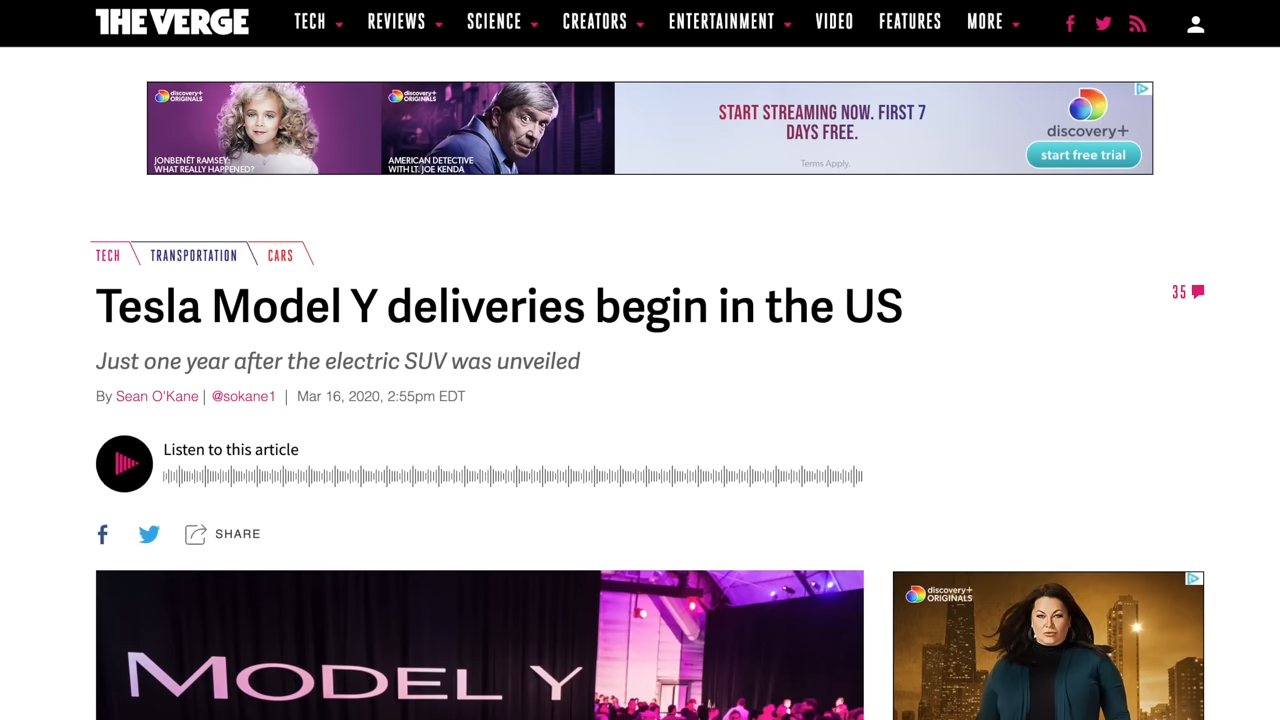 THE VERGE
TECH REVIEWS SCIENCE CREATORS ENTERTAINMENT VIDEO FEATURES MORE
discovery+
ORIGINALS
JONBENÉT RAMSEY:
WHAT REALLY HAPPENED?
discovery+
ORIGINALS
AMERICAN DETECTIVE
WITH LT. JOE KENDA
START STREAMING NOW. FIRST 7
DAYS FREE.
Terms Apply.
discovery+
start free trial
TECH TRANSPORTATION CARS
Tesla Model Y deliveries begin in the US
35
Just one year after the electric SUV was unveiled
By Sean O'Kane | @sokane1 | Mar 16, 2020, 2:55pm EDT
Listen to this article
SHARE
MODEL Y
discovery+
ORIGINALS